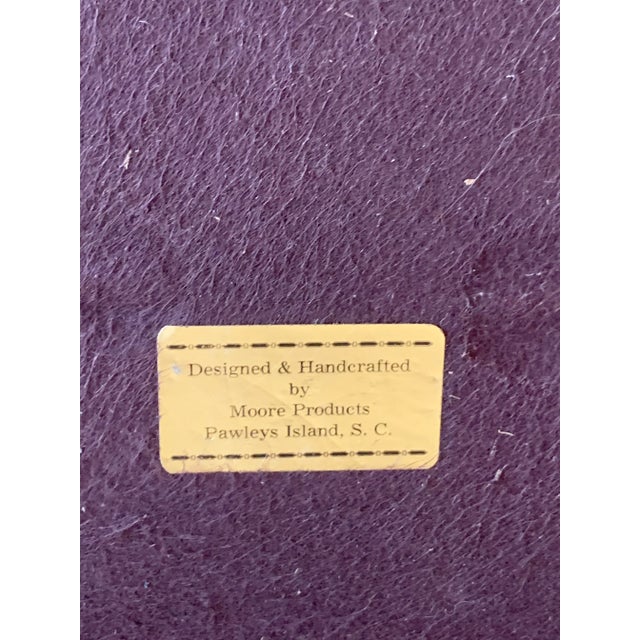 Designed & Handcrafted
by
Moore Products
Pawleys Island, S. C.